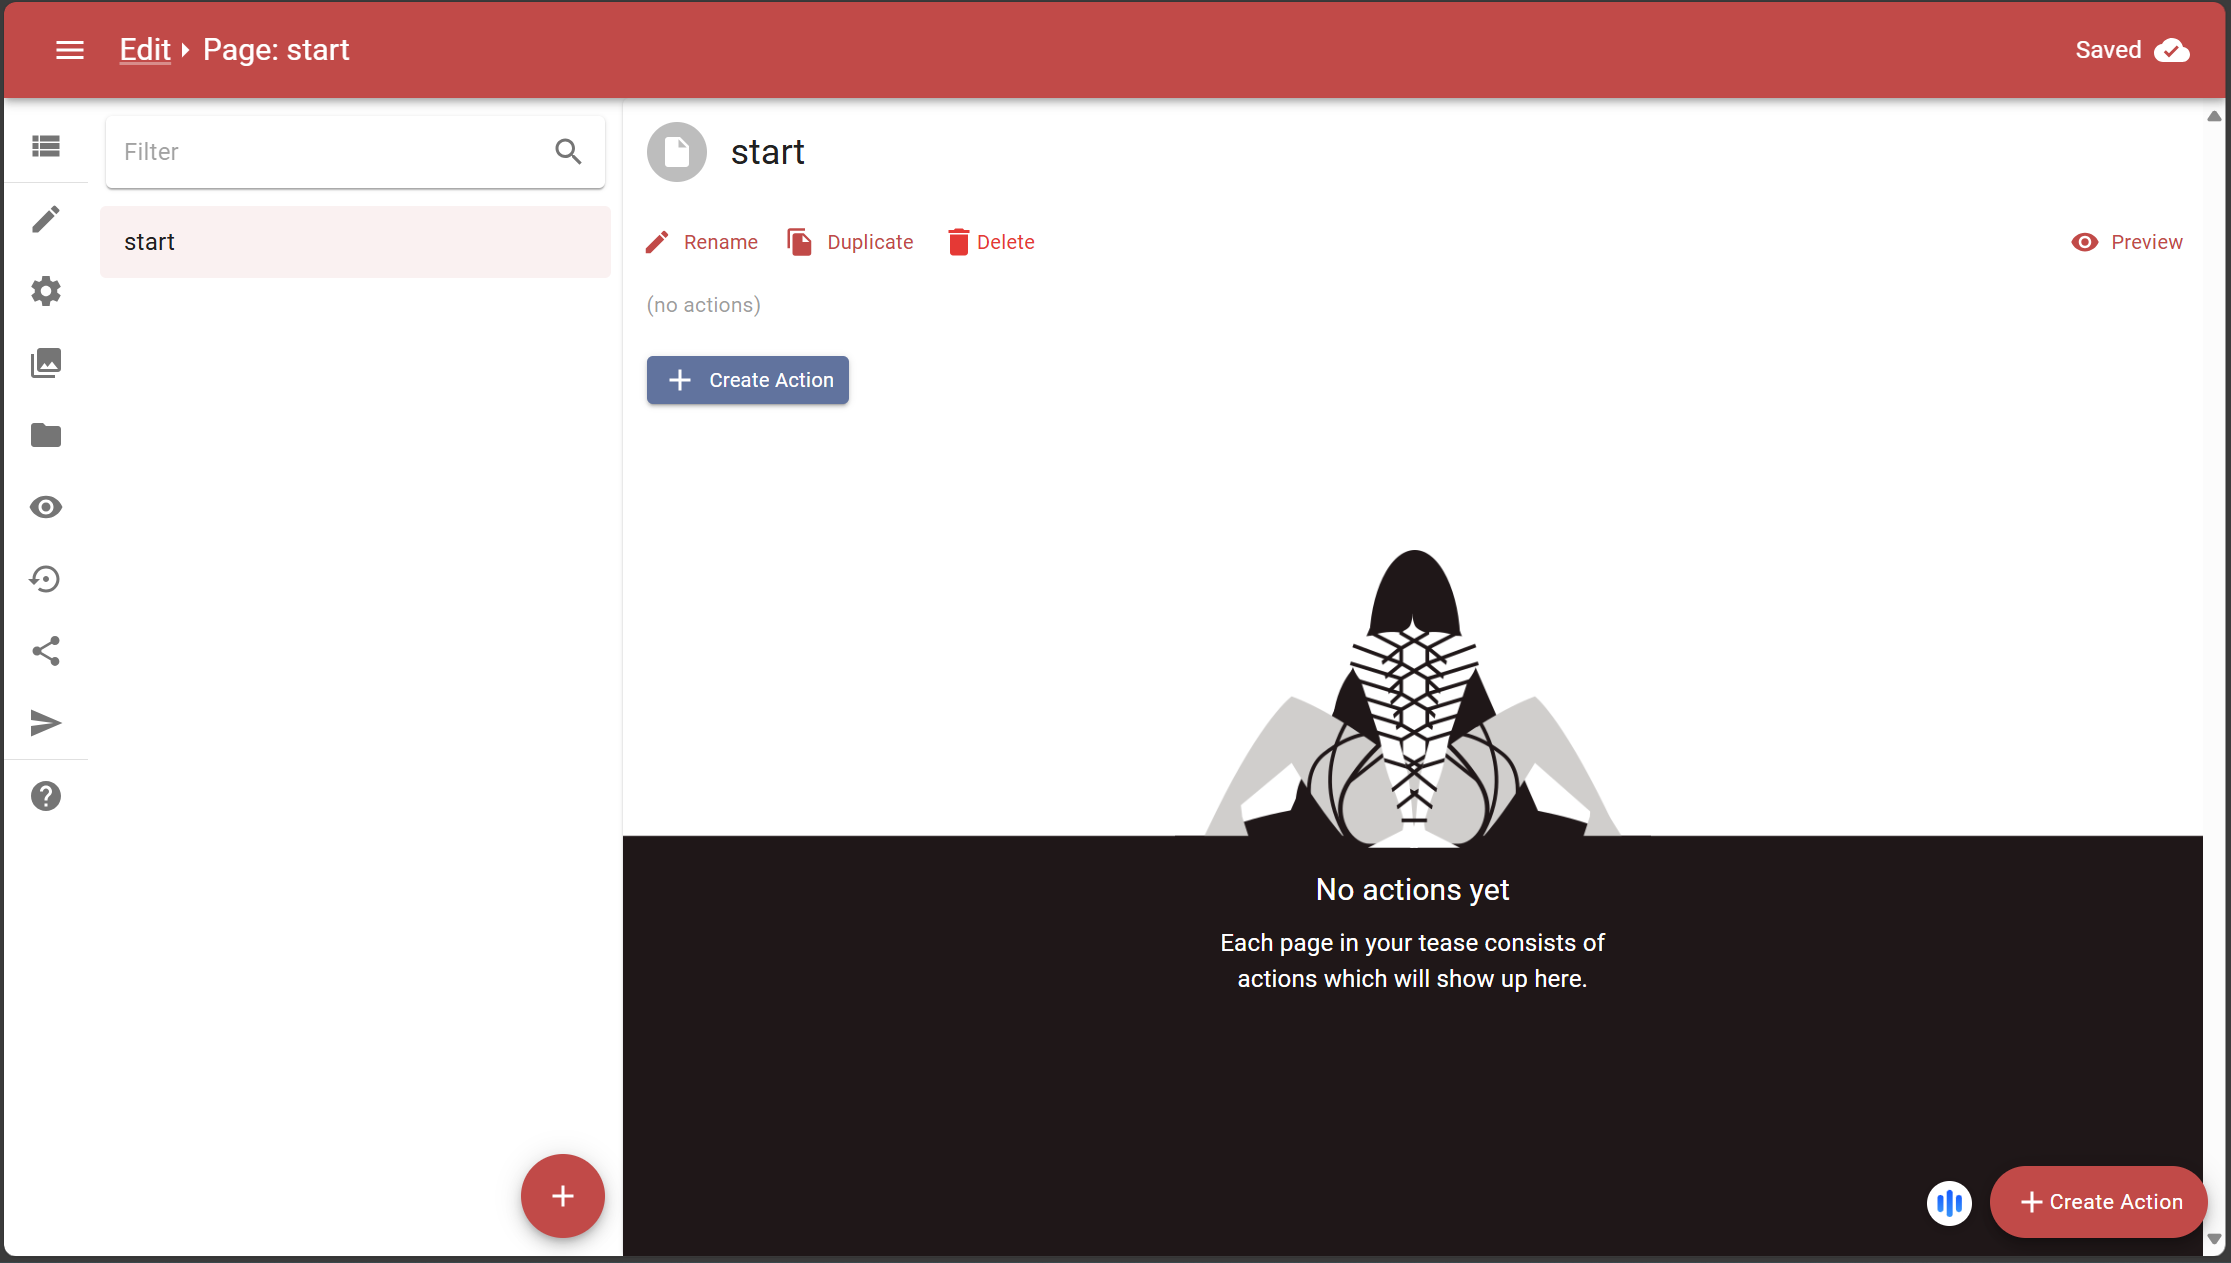 Edit
Page: start
Saved
Filter
start
start
Rename
Duplicate
Delete
Preview
(no actions)
Create Action
No actions yet
Each page in your tease consists of
actions which will show up here.
Create Action